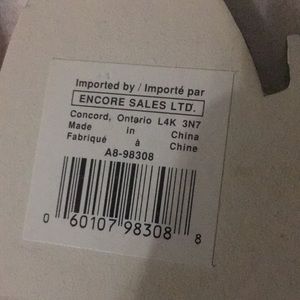 Imported by / Importé par
ENCORE SALES LTD.
Concord, Ontario L4K 3N7
Made in China
Fabriqué à Chine
A8-98308
0 60107 98308 8